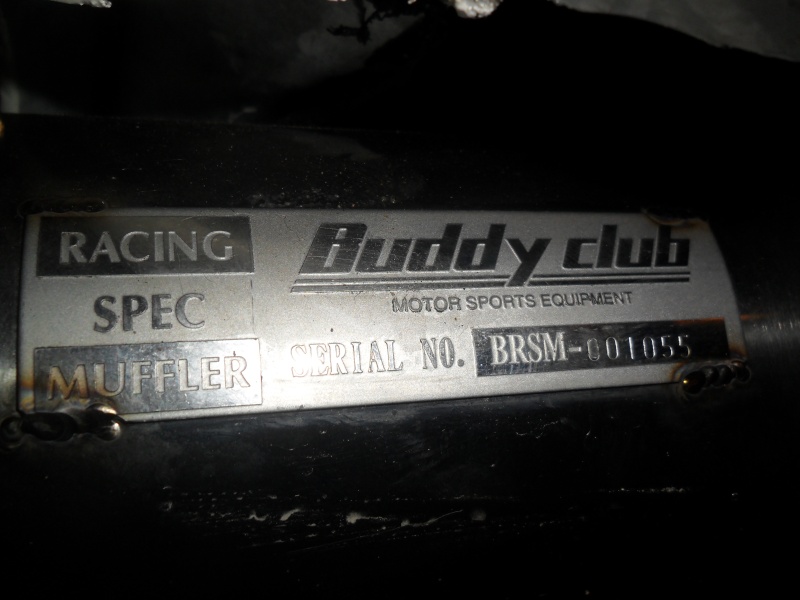 RACING
SPEC
MUFFLER
Buddy club
MOTOR SPORTS EQUIPMENT
SERIAL NO. BRSM-001055